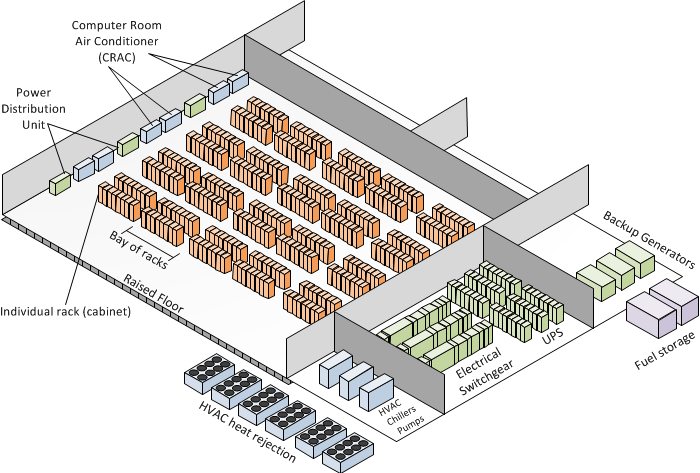 Computer Room
Air Conditioner
(CRAC)
Power
Distribution
Unit
Bay of racks
Individual rack (cabinet)
Raised Floor
Backup Generators
Fuel storage
UPS
Electrical
Switchgear
HVAC
Chillers
Pumps
HVAC heat rejection